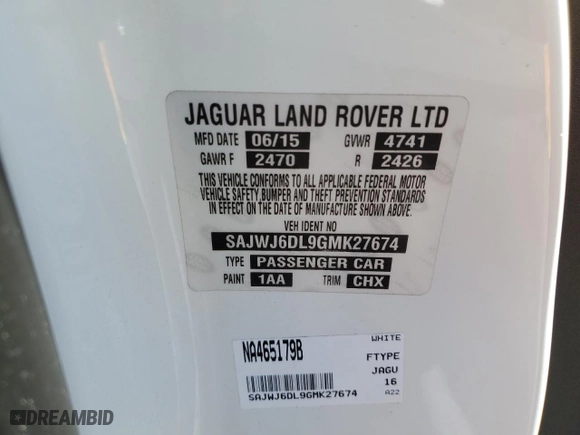 JAGUAR LAND ROVER LTD
MFD DATE 06/15 GVWR 4741
GAWR F 2470 R 2426
THIS VEHICLE CONFORMS TO ALL APPLICABLE FEDERAL MOTOR
VEHICLE SAFETY,BUMPER AND THEFT PREVENTION STANDARDS
IN EFFECT ON THE DATE OF MANUFACTURE SHOWN ABOVE.
VEH IDENT NO
SAJWJ6DL9GMK27674
TYPE PASSENGER CAR
PAINT 1AA TRIM CHX
WHITE
NA465179B FTYPE
JAGU
16
SAJWJ6DL9GMK27674 A22
DREAMBID